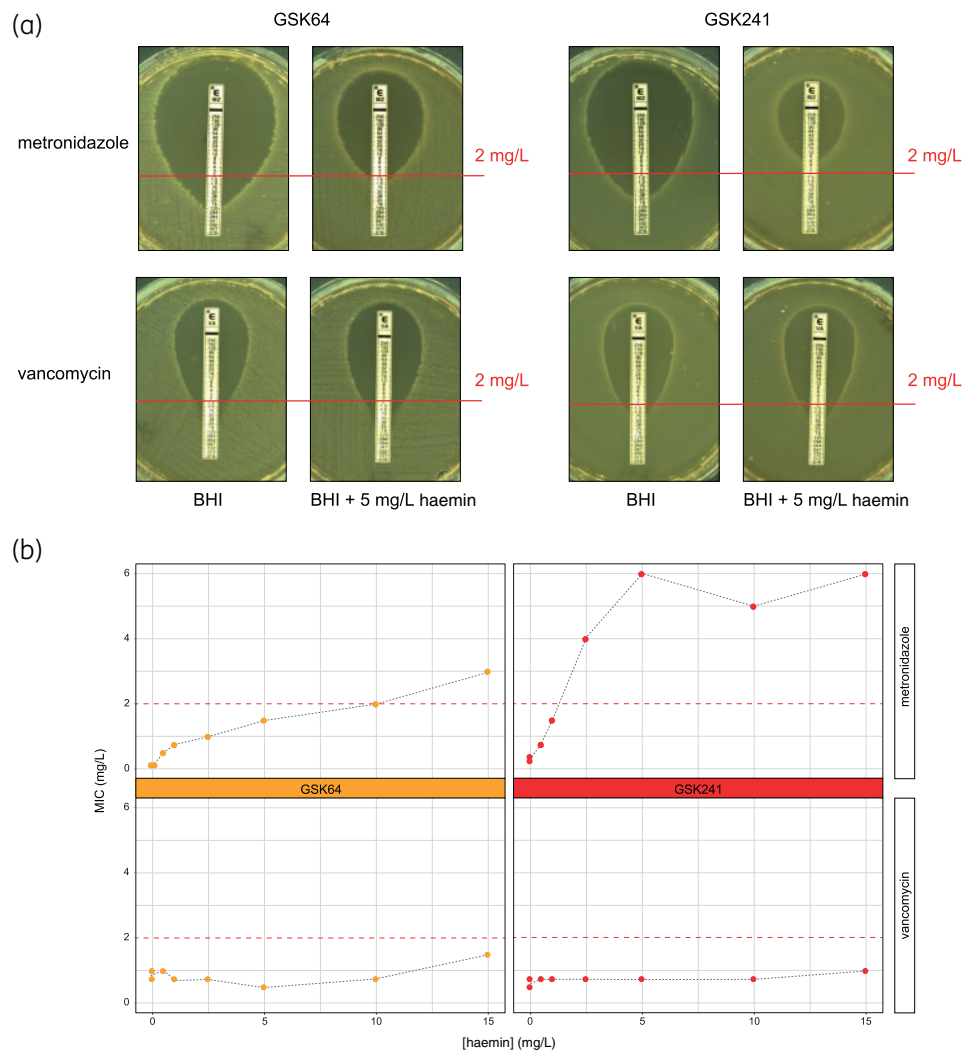 (a)
GSK64 GSK241
metronidazole
2 mg/L
2 mg/L
vancomycin
2 mg/L
2 mg/L
BHI BHI + 5 mg/L haemin BHI BHI + 5 mg/L haemin
(b)
6
4
2
0
metronidazole
MIC (mg/L)
GSK64 GSK241
6
4
2
0
vancomycin
0 5 10 15 0 5 10 15
[haemin] (mg/L)